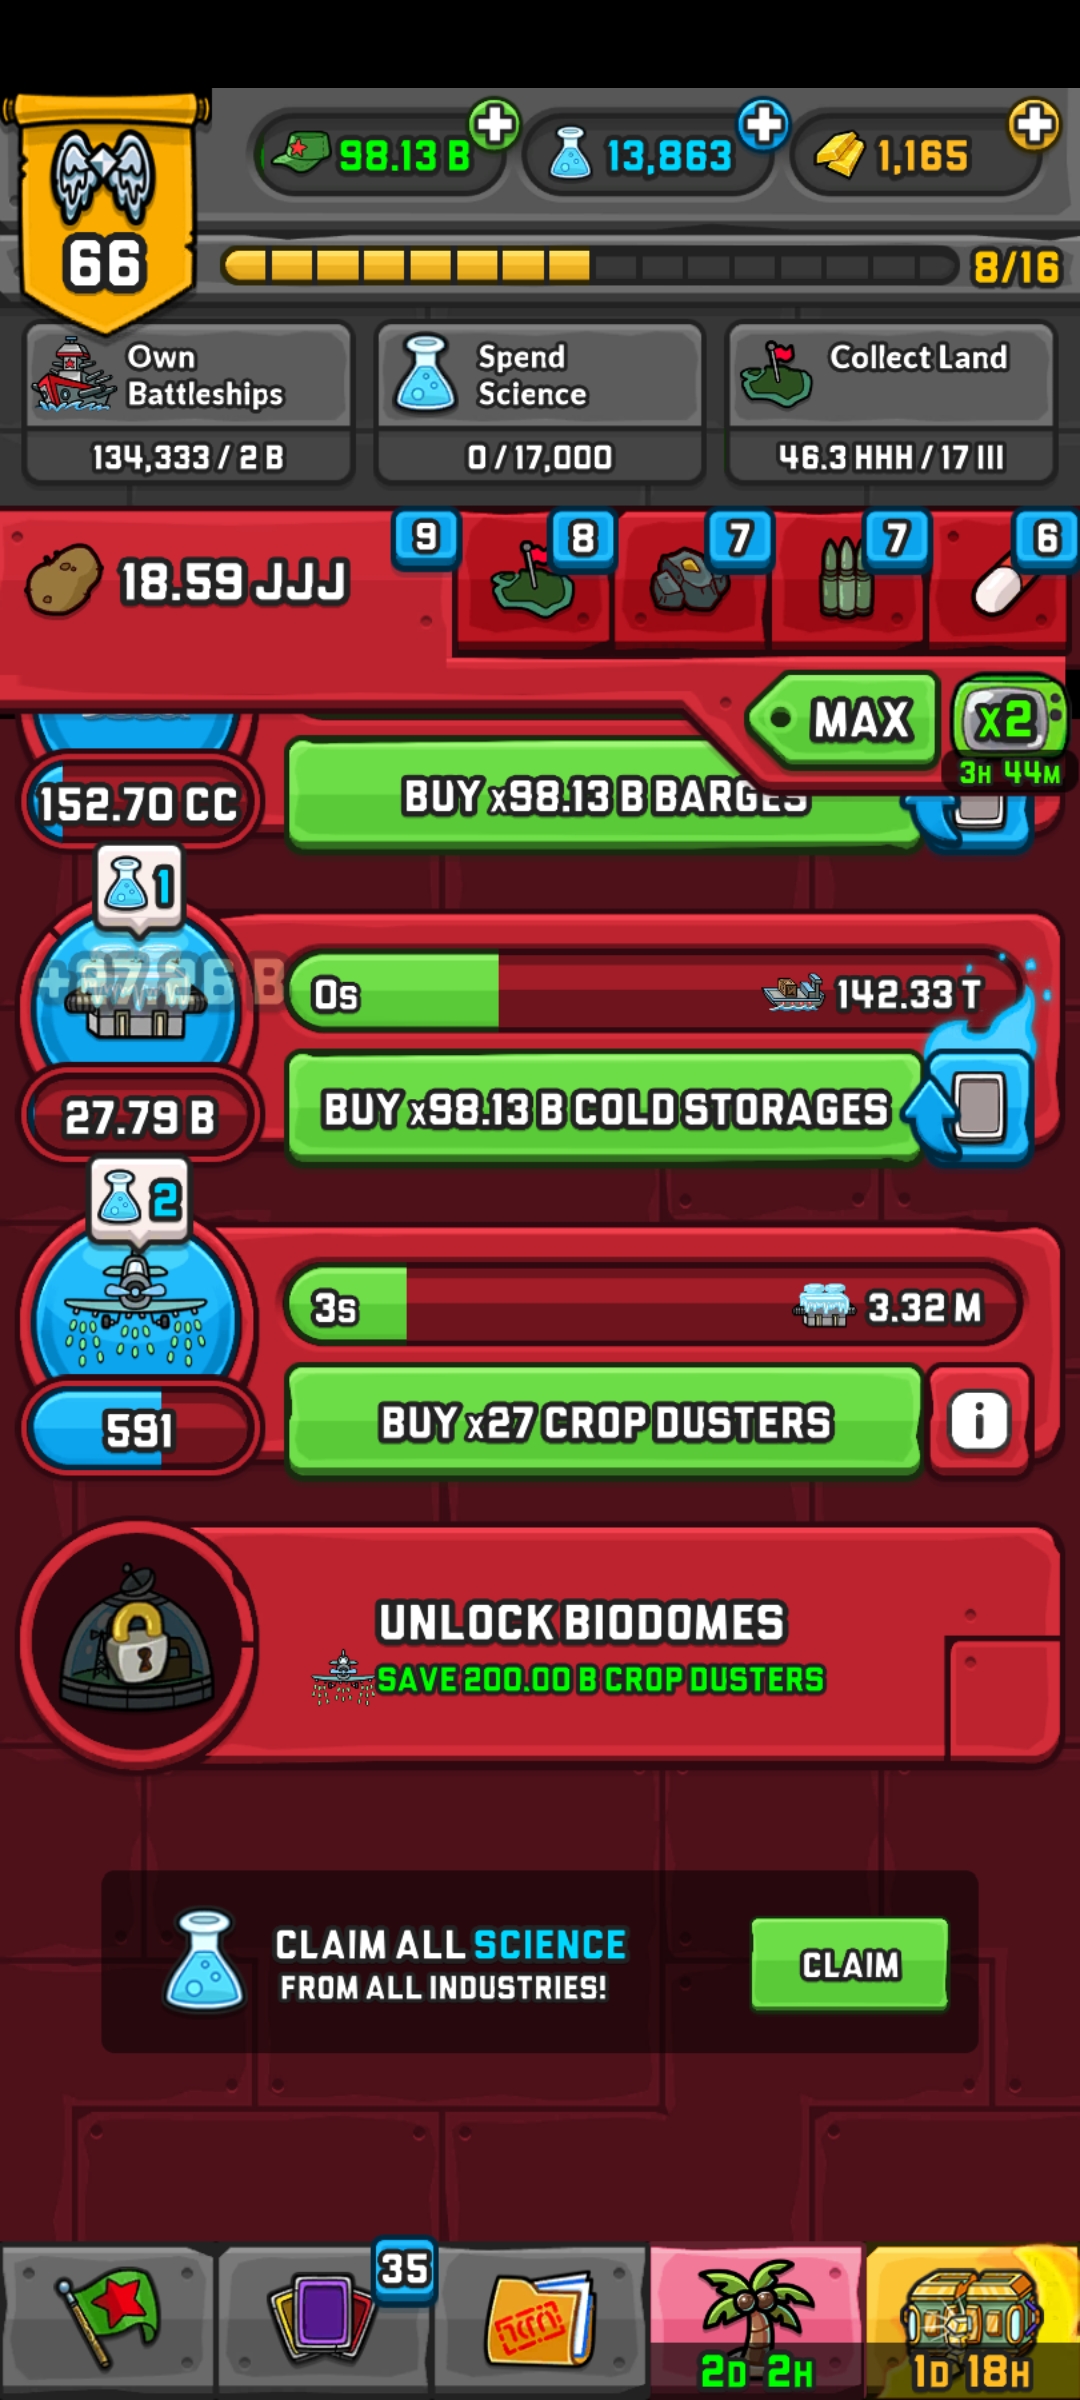 98.13 B
13,863
1,165
66
8/16
Own
Battleships
134,333 / 2 B
Spend
Science
0 / 17,000
Collect Land
46.3 HHH / 17 III
18.59 JJJ
9
8
7
7
6
MAX
x2
3H 44M
152.70 CC
BUY x98.13 B BARGES
1
0s
142.33 T
27.79 B
BUY x98.13 B COLD STORAGES
2
3s
3.32 M
591
BUY x27 CROP DUSTERS
i
UNLOCK BIODOMES
SAVE 200.00 B CROP DUSTERS
CLAIM ALL SCIENCE
FROM ALL INDUSTRIES!
CLAIM
35
2D 2H
1D 18H